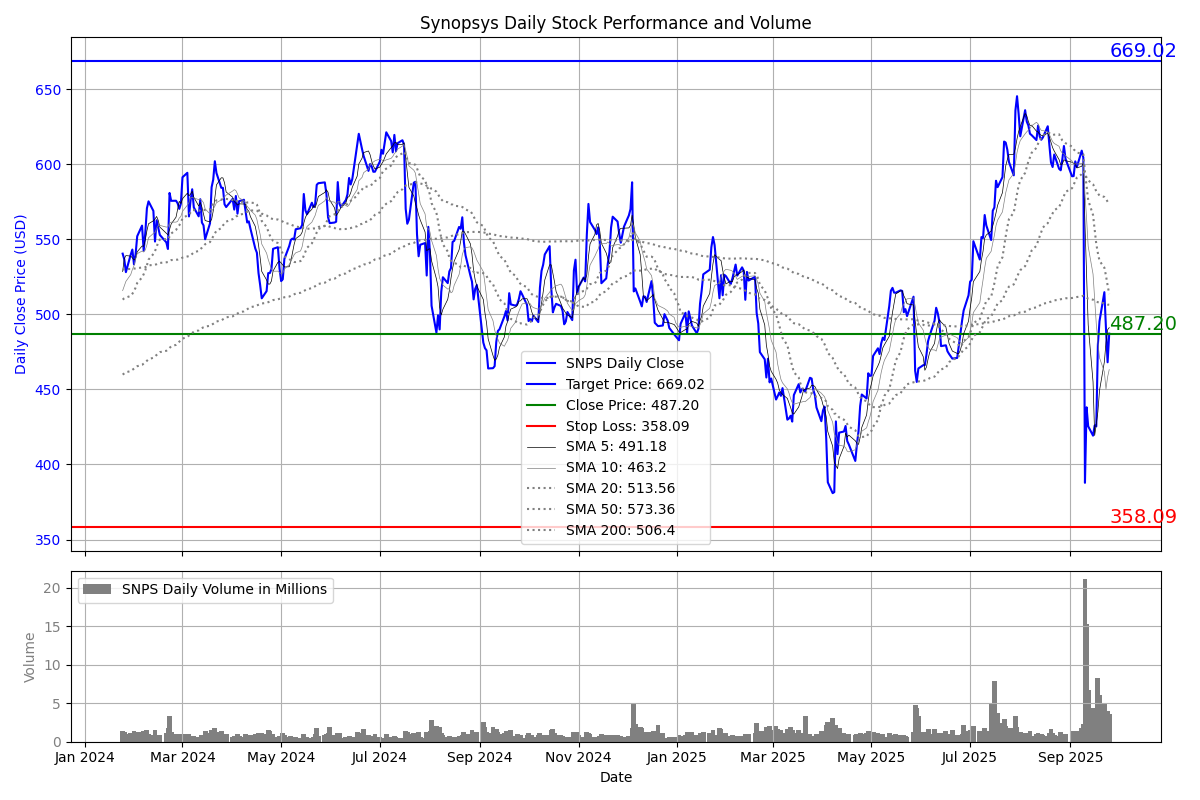 Synopsys Daily Stock Performance and Volume
669.02
650
600
550
500
487.20
450
400
358.09
350
Daily Close Price (USD)
SNPS Daily Close
Target Price: 669.02
Close Price: 487.20
Stop Loss: 358.09
SMA 5: 491.18
SMA 10: 463.2
SMA 20: 513.56
SMA 50: 573.36
SMA 200: 506.4
SNPS Daily Volume in Millions
20
15
10
5
0
Volume
Jan 2024 Mar 2024 May 2024 Jul 2024 Sep 2024 Nov 2024 Jan 2025 Mar 2025 May 2025 Jul 2025 Sep 2025
Date